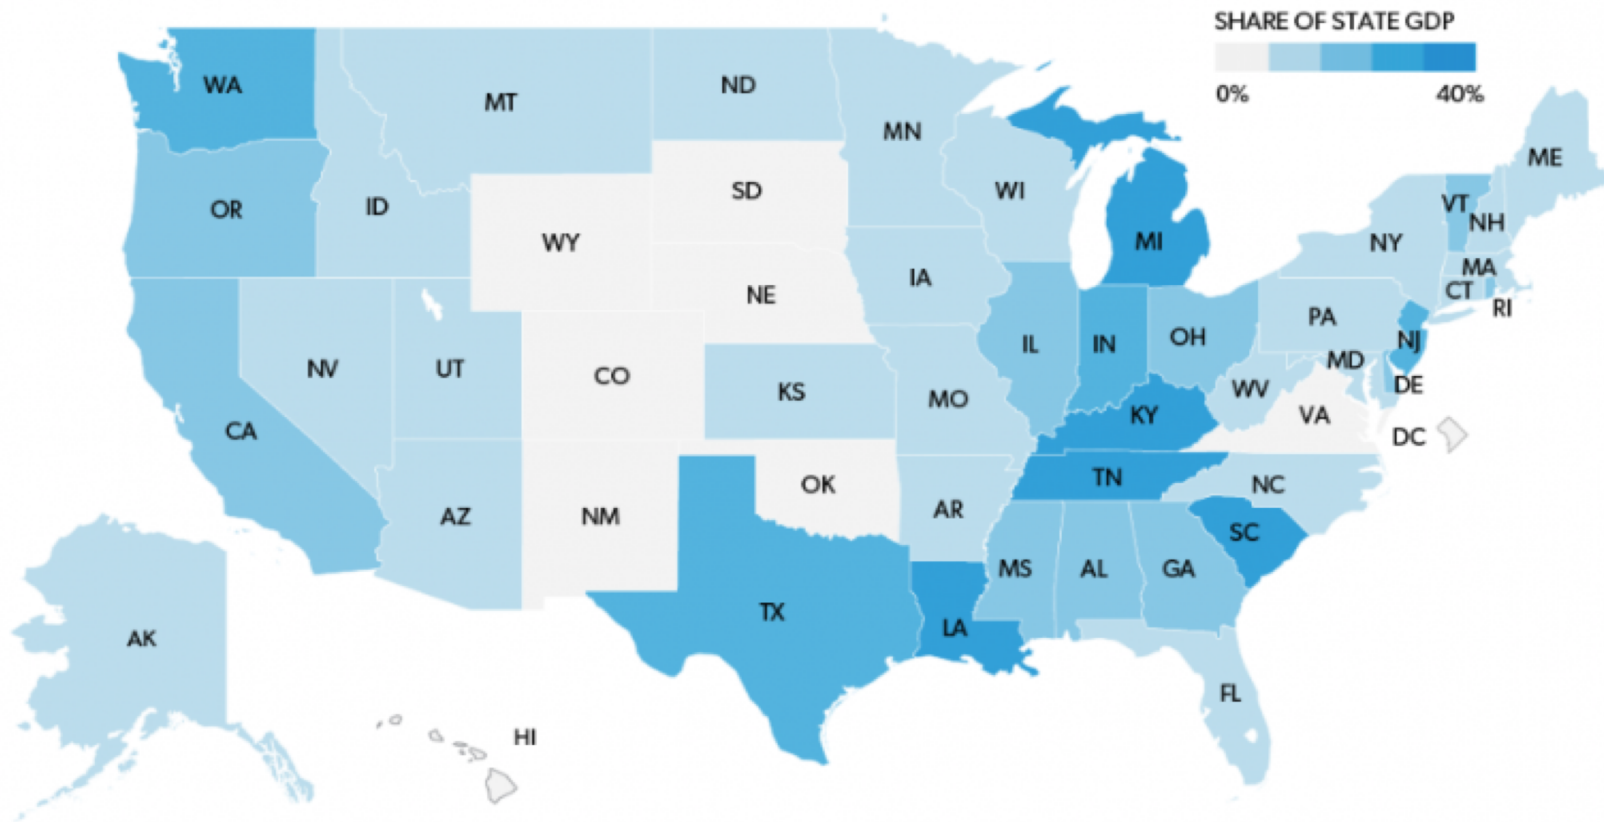 SHARE OF STATE GDP
0% 40%
WA
MT
ND
MN
ME
SD
WI
VT
OR
ID
NH
WY
MI
NY
MA
IA
CT
NE
RI
PA
OH
NJ
IL
IN
MD
NV
UT
CO
DE
KS
WV
MO
KY
VA
CA
DC
TN
OK
NC
AR
AZ
NM
SC
MS
AL
GA
TX
LA
AK
FL
HI